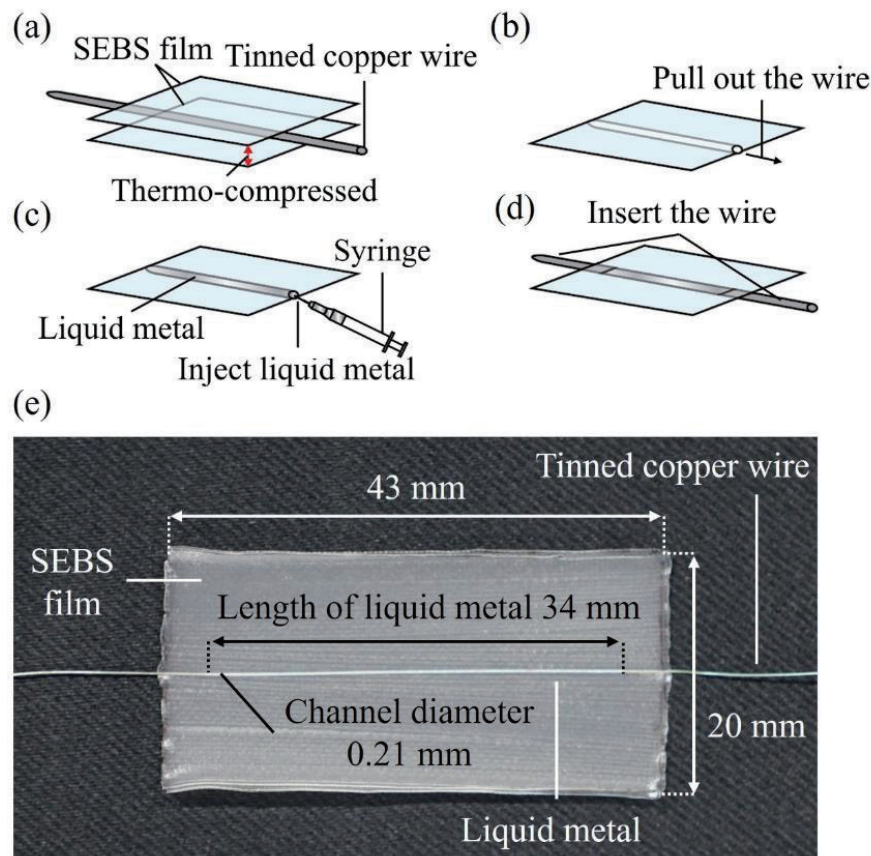 (a)
SEBS film
Tinned copper wire
Thermo-compressed
(b)
Pull out the wire
(c)
Syringe
Liquid metal
Inject liquid metal
(d)
Insert the wire
(e)
Tinned copper wire
43 mm
SEBS
film
Length of liquid metal 34 mm
Channel diameter
0.21 mm
20 mm
Liquid metal